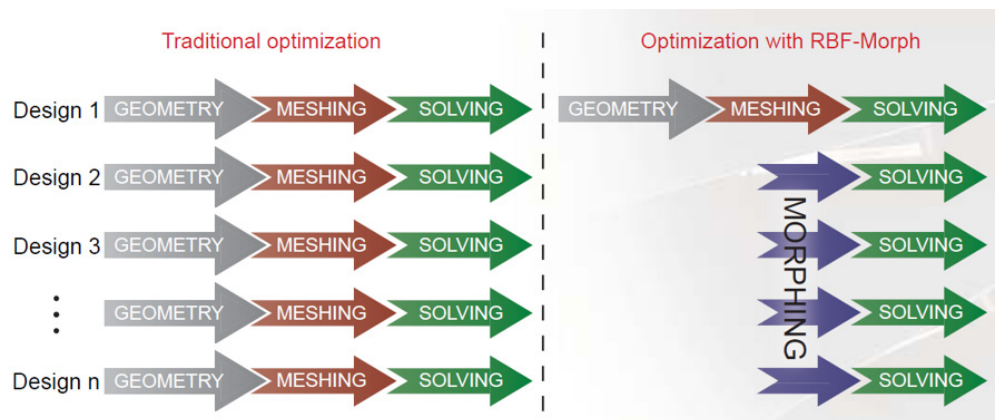 Traditional optimization
Optimization with RBF-Morph
Design 1 GEOMETRY MESHING SOLVING GEOMETRY MESHING SOLVING
Design 2 GEOMETRY MESHING SOLVING SOLVING
Design 3 GEOMETRY MESHING SOLVING SOLVING
GEOMETRY MESHING SOLVING SOLVING
Design n GEOMETRY MESHING SOLVING SOLVING
MORPHING